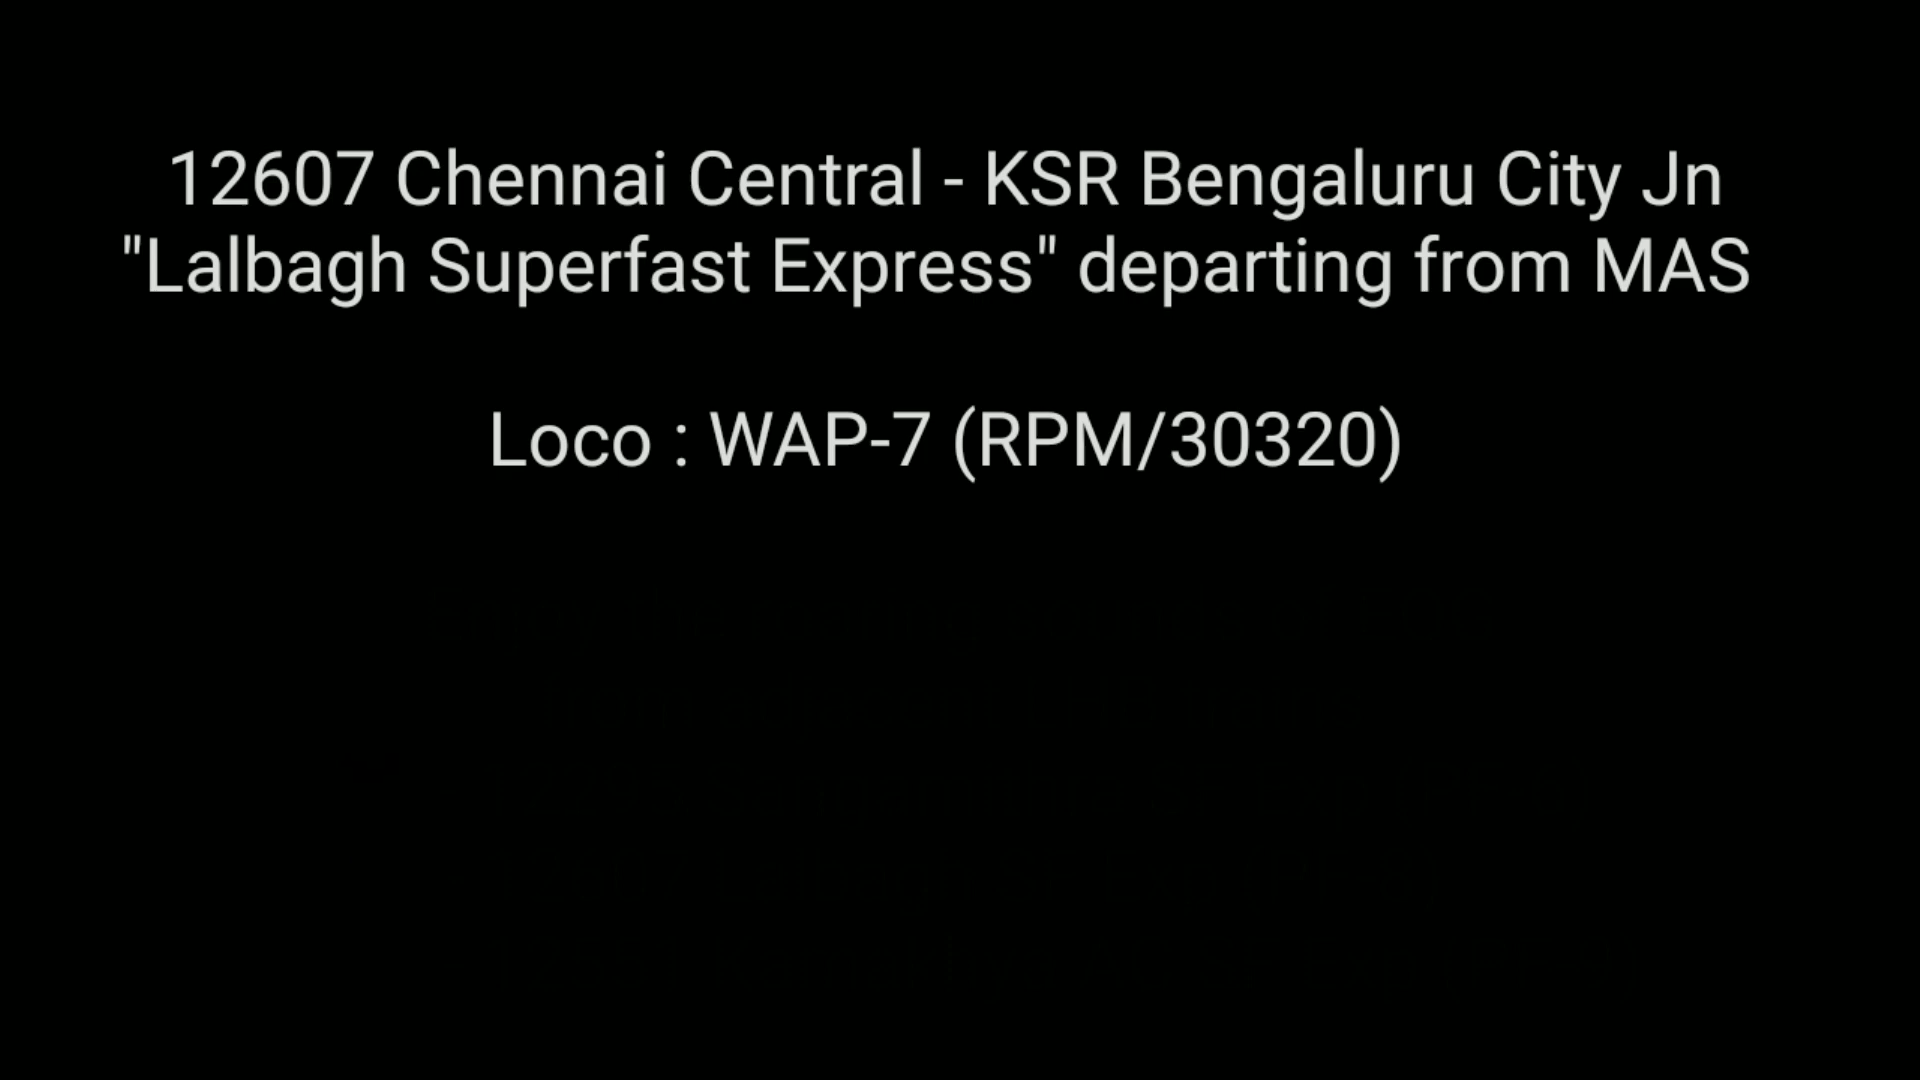 12607 Chennai Central - KSR Bengaluru City Jn
"Lalbagh Superfast Express" departing from MAS
Loco : WAP-7 (RPM/30320)